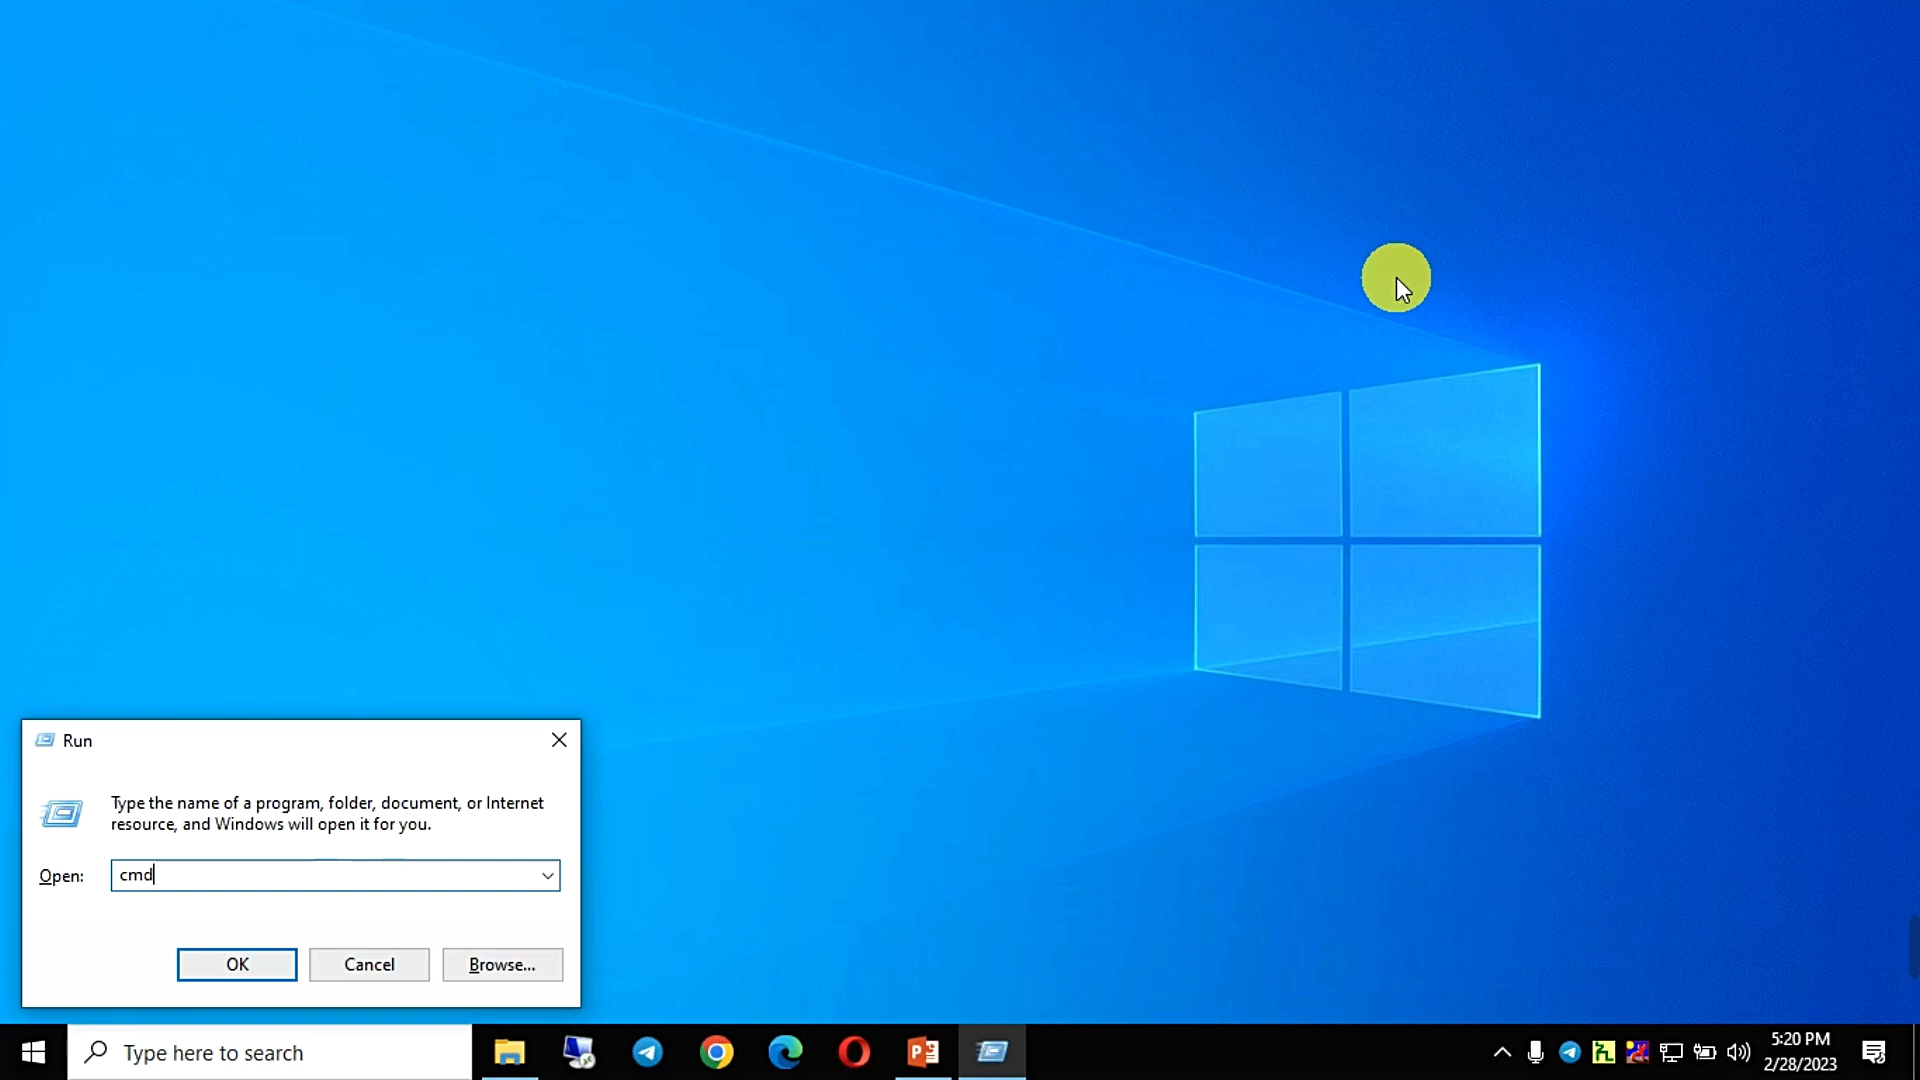 Run
Type the name of a program, folder, document, or Internet
resource, and Windows will open it for you.
Open: cmd
OK Cancel Browse...
Type here to search
5:20 PM
2/28/2023